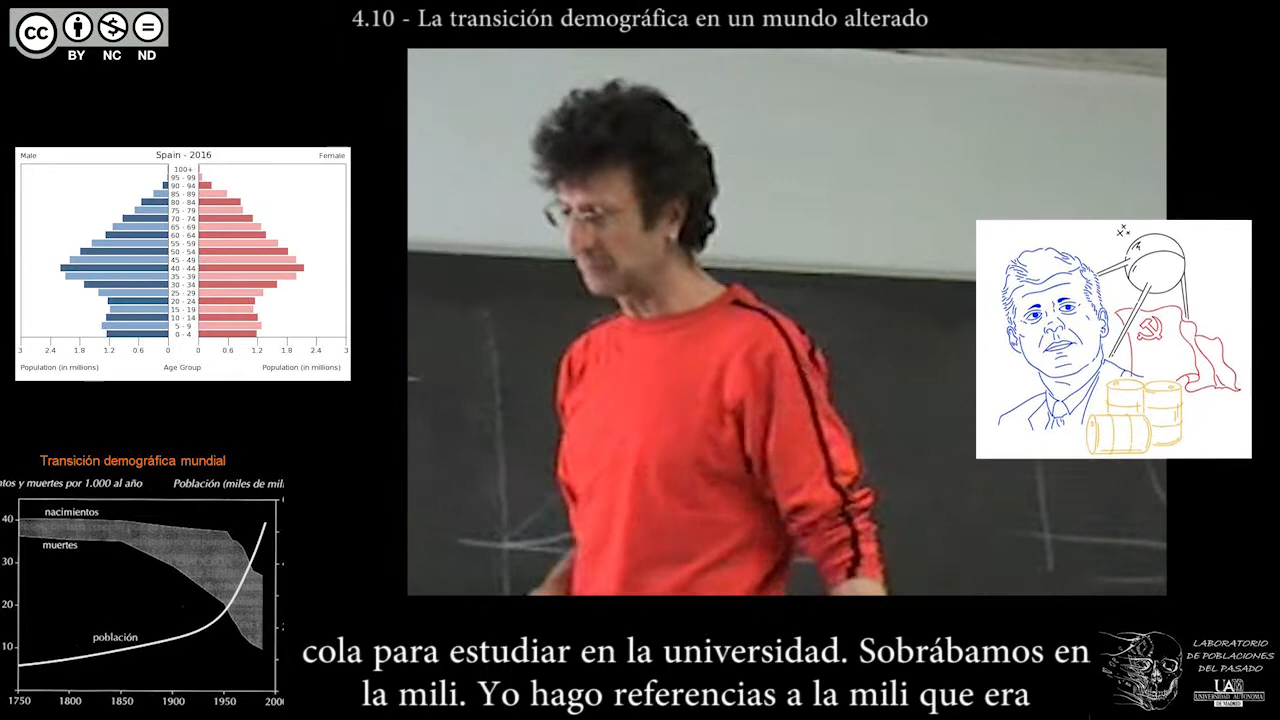 4.10 - La transición demográfica en un mundo alterado
CC
BY NC ND
Male Spain - 2016 Female
100+
95 - 99
90 - 94
85 - 89
80 - 84
75 - 79
70 - 74
65 - 69
60 - 64
55 - 59
50 - 54
45 - 49
40 - 44
35 - 39
30 - 34
25 - 29
20 - 24
15 - 19
10 - 14
5 - 9
0 - 4
3 2.4 1.8 1.2 0.6 0 0 0.6 1.2 1.8 2.4 3
Population (in millions) Age Group Population (in millions)
Transición demográfica mundial
ntos y muertes por 1.000 al año Población (miles de mil
nacimientos
40
muertes
30
20
población
10
1750 1800 1850 1900 1950 200
cola para estudiar en la universidad. Sobrábamos en
la mili. Yo hago referencias a la mili que era
LABORATORIO
DE POBLACIONES
DEL PASADO
UAM
UNIVERSIDAD AUTONOMA
DE MADRID